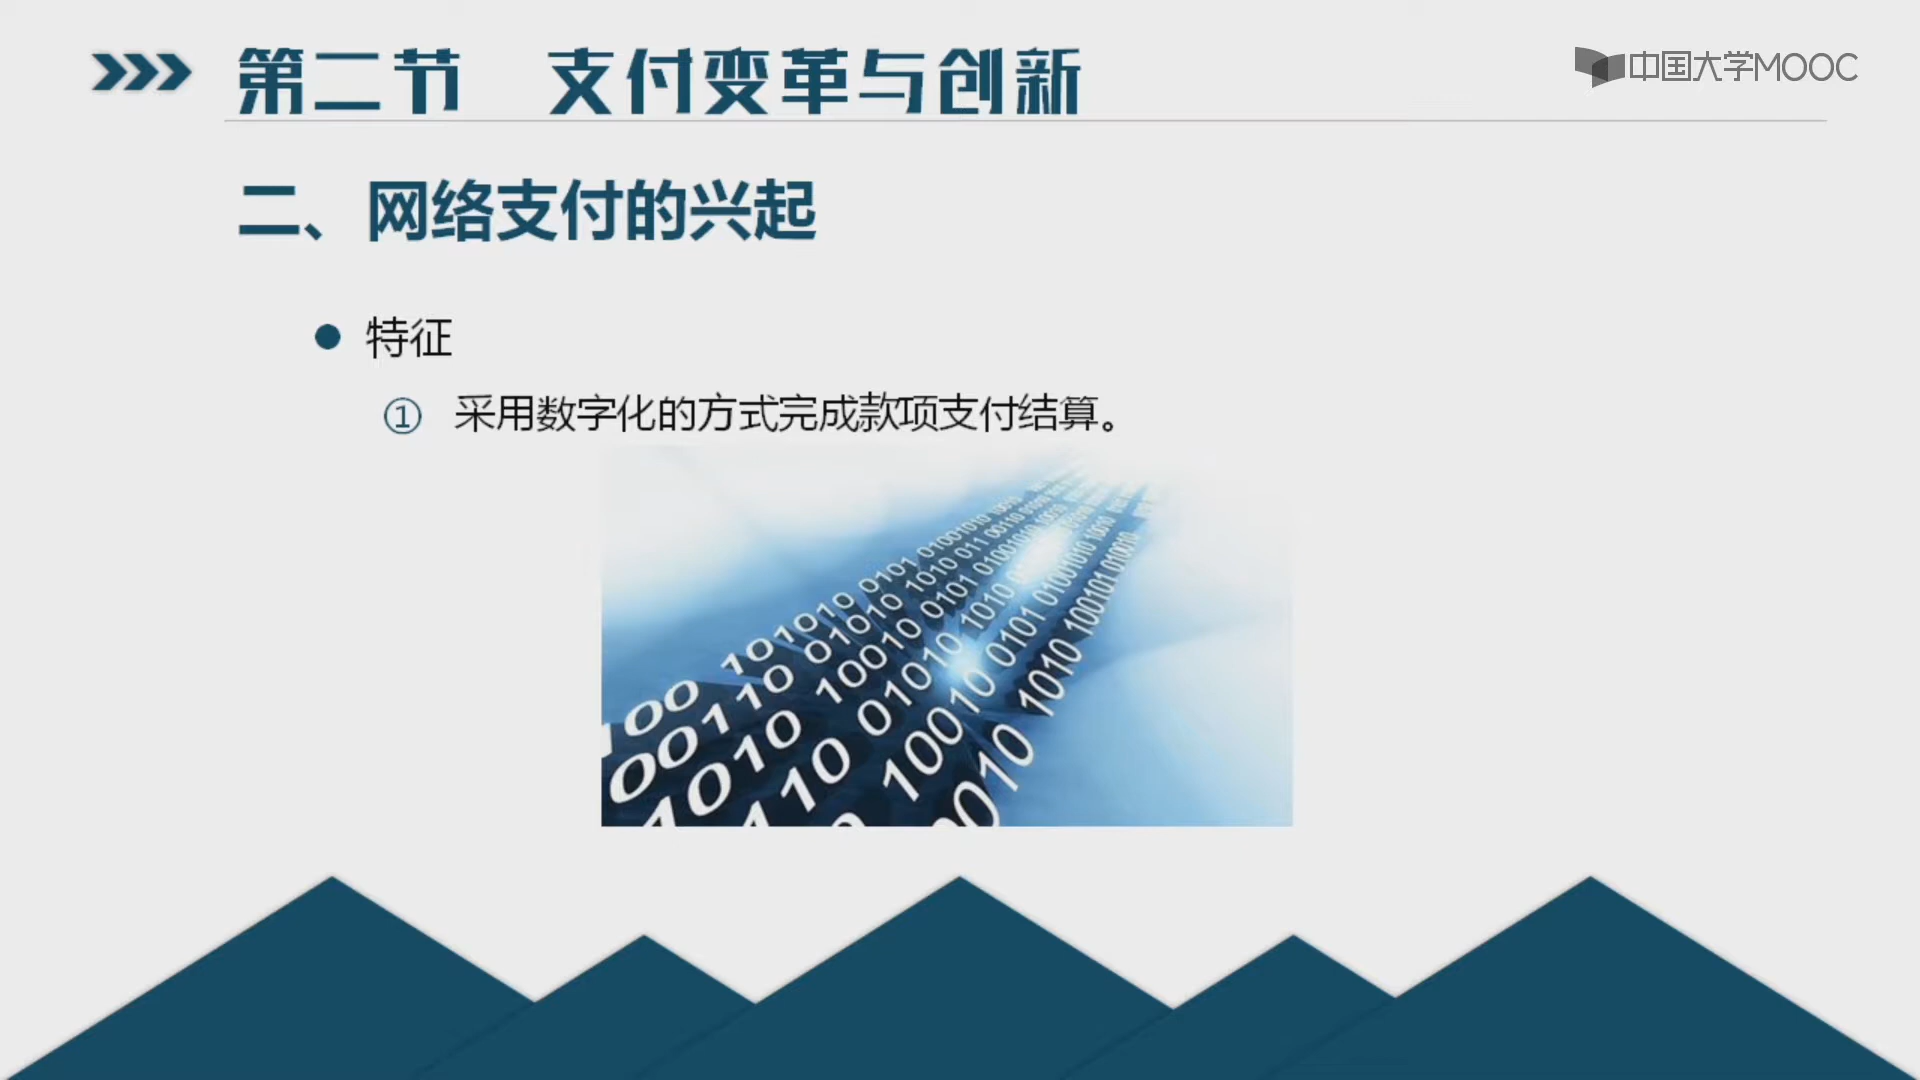 第二节 支付变革与创新
中国大学MOOC
二、网络支付的兴起
特征
① 采用数字化的方式完成款项支付结算。